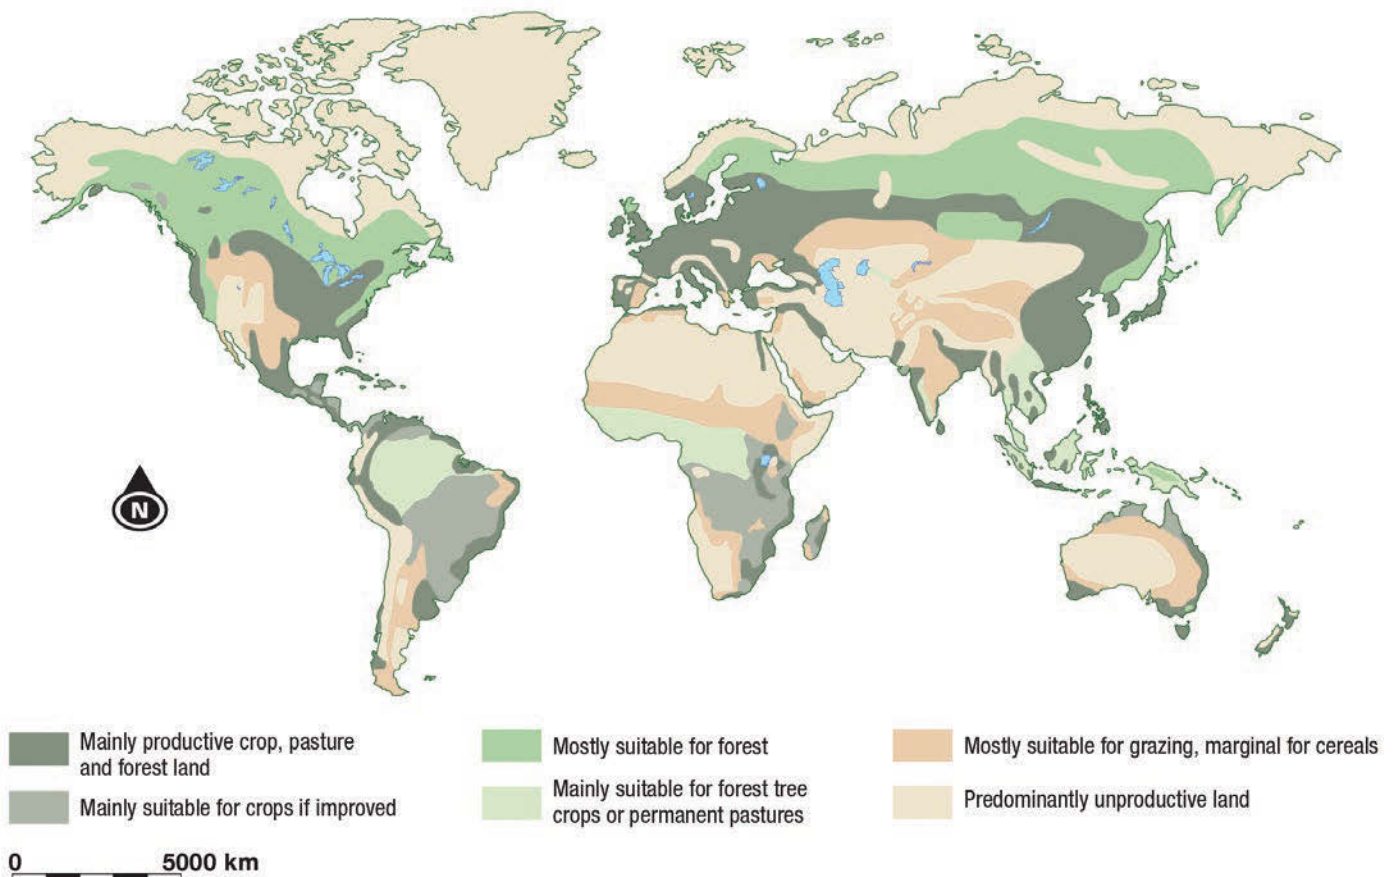 N
Mainly productive crop, pasture
and forest land
Mainly suitable for crops if improved
Mostly suitable for forest
Mainly suitable for forest tree
crops or permanent pastures
Mostly suitable for grazing, marginal for cereals
Predominantly unproductive land
0 5000 km